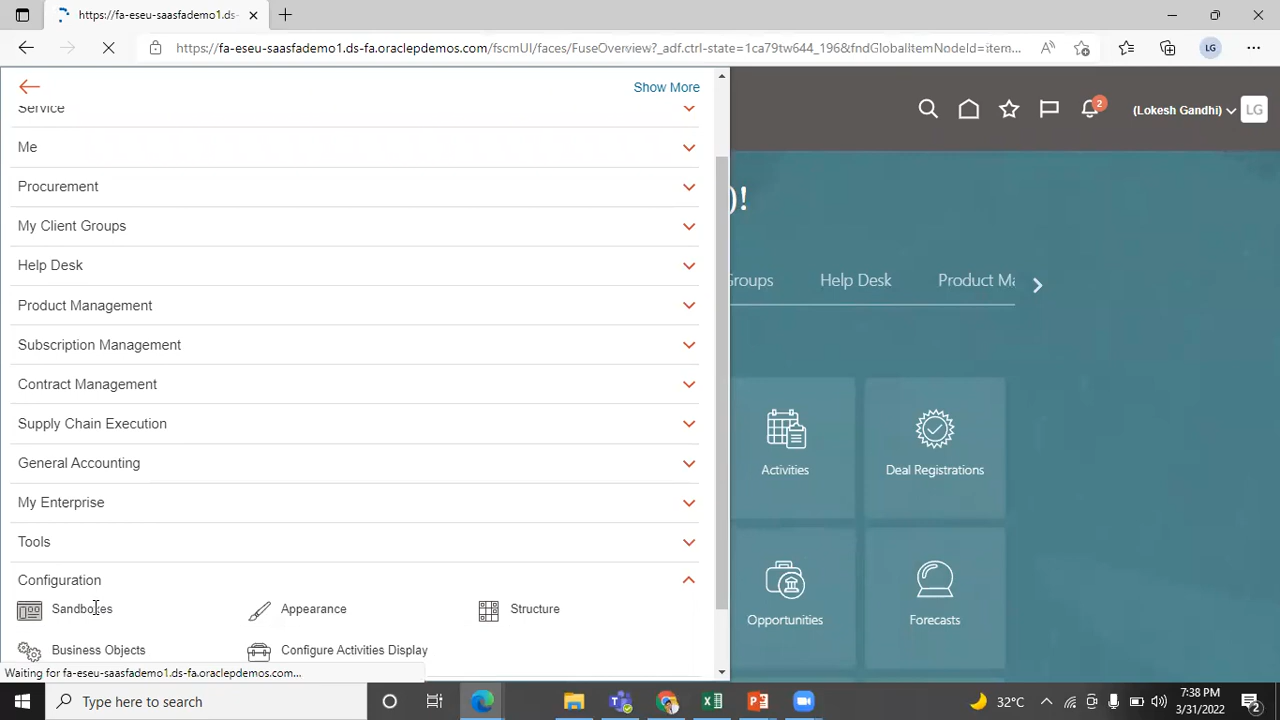 https://fa-eseu-saasfademo1.ds-
https://fa-eseu-saasfademo1.ds-fa.oraclepdemos.com/fscmUI/faces/FuseOverview?_adf.ctrl-state=1ca79tw644_196&fndGlobalItemNodeId=item...
LG
Show More
Service
Me
Procurement
My Client Groups
Help Desk
Product Management
Subscription Management
Contract Management
Supply Chain Execution
General Accounting
My Enterprise
Tools
Configuration
Sandboxes
Appearance
Structure
Business Objects
Configure Activities Display
Waiting for fa-eseu-saasfademo1.ds-fa.oraclepdemos.com...
2
(Lokesh Gandhi)
LG
)!
Groups
Help Desk
Product Ma
Activities
Deal Registrations
Opportunities
Forecasts
Type here to search
32°C
7:38 PM
3/31/2022
2